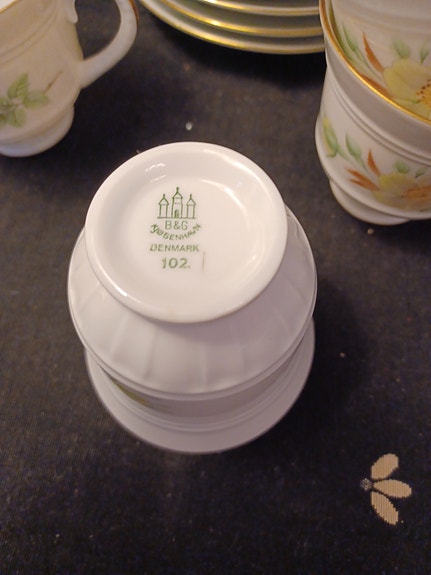 B&G
KJØBENHAVN
DENMARK
102.